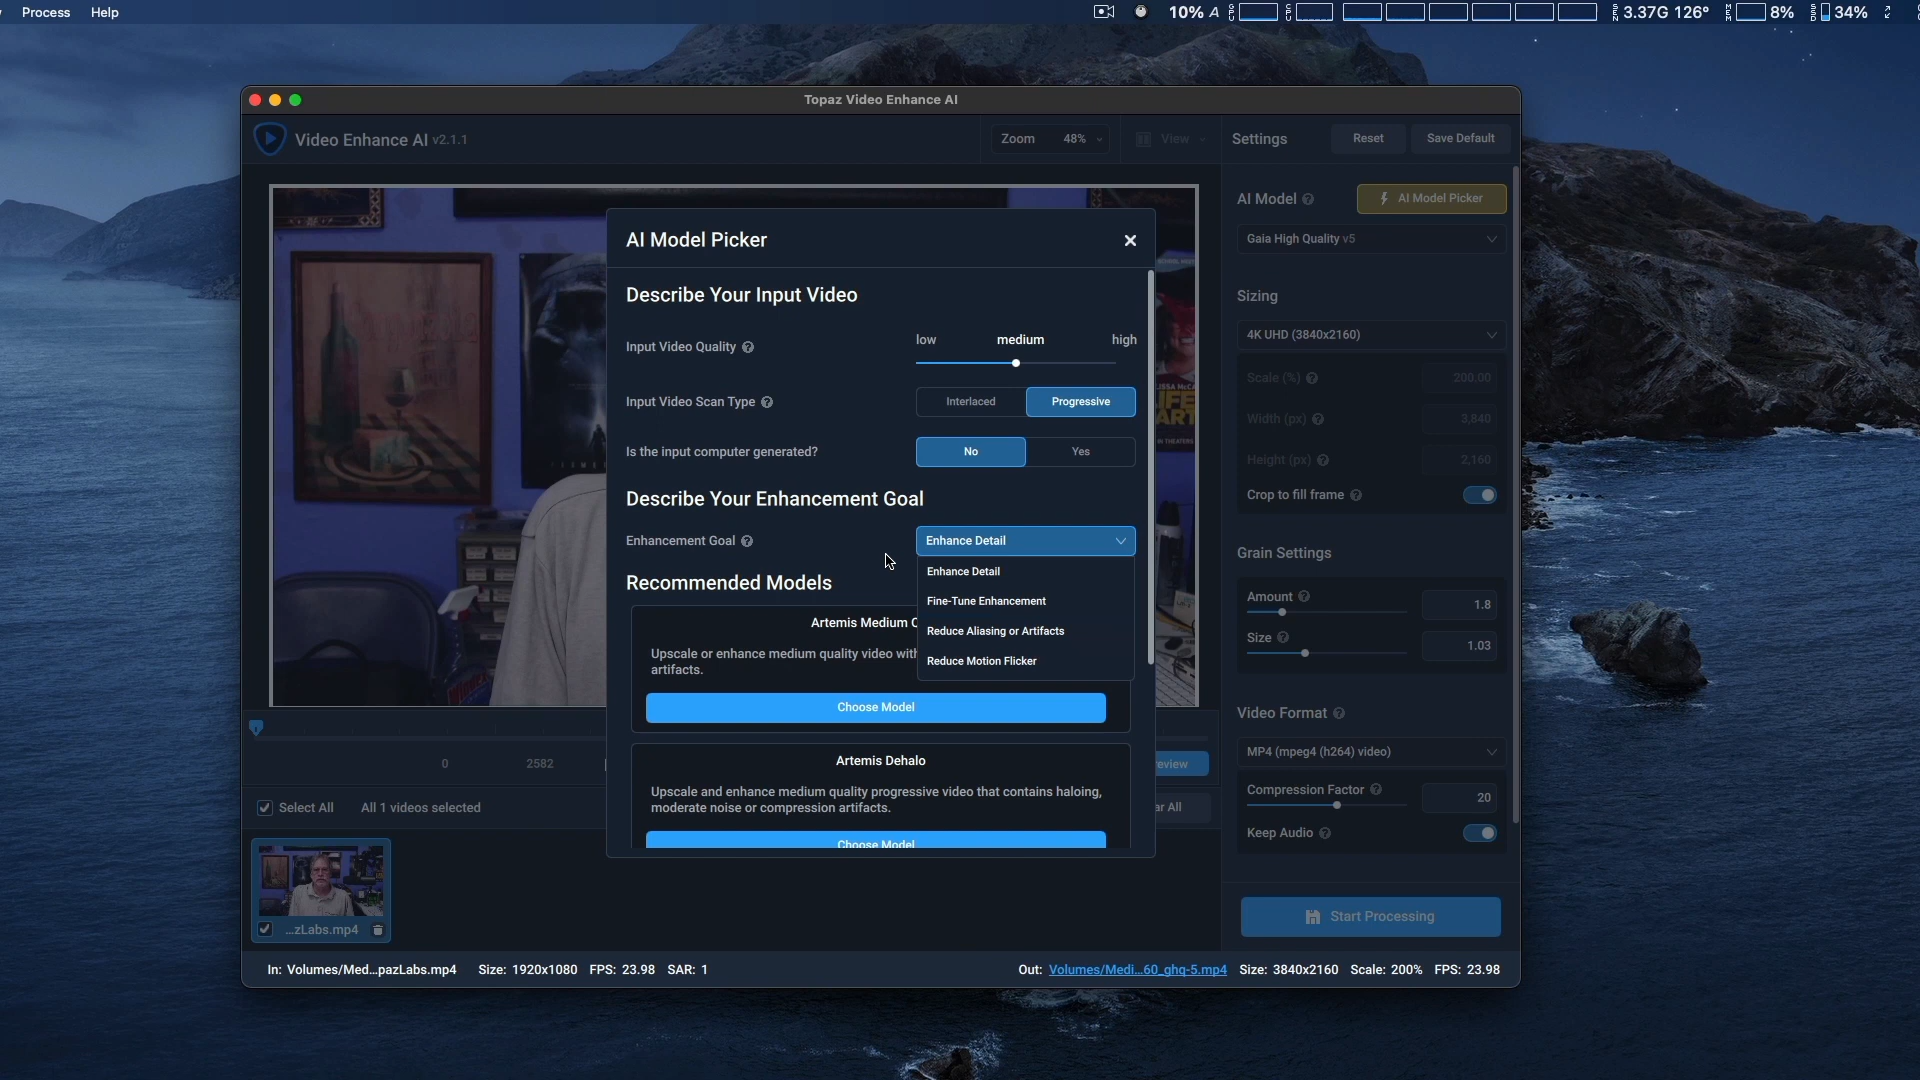 Process Help
10% A 3.37G 126° 8% 34%
Topaz Video Enhance AI
Video Enhance AI v2.1.1
Zoom 48% View Settings Reset Save Default
AI Model AI Model Picker
Gaia High Quality v5
Sizing
4K UHD (3840x2160)
Scale (%) 200.00
Width (px) 3,840
Height (px) 2,160
Crop to fill frame
Grain Settings
Amount 1.8
Size 1.03
Video Format
MP4 (mpeg4 (h264) video)
Compression Factor 20
Keep Audio
Start Processing
AI Model Picker
Describe Your Input Video
low medium high
Input Video Quality
Input Video Scan Type Interlaced Progressive
Is the input computer generated? No Yes
Describe Your Enhancement Goal
Enhancement Goal Enhance Detail
Enhance Detail
Fine-Tune Enhancement
Reduce Aliasing or Artifacts
Reduce Motion Flicker
Recommended Models
Artemis Medium
Upscale or enhance medium quality video with
artifacts.
Choose Model
Artemis Dehalo
Upscale and enhance medium quality progressive video that contains haloing,
moderate noise or compression artifacts.
Choose Model
0 2582
eview
Select All All 1 videos selected
ar All
...zLabs.mp4
In: Volumes/Med...pazLabs.mp4 Size: 1920x1080 FPS: 23.98 SAR: 1
Out: Volumes/Medi...60_ghq-5.mp4 Size: 3840x2160 Scale: 200% FPS: 23.98